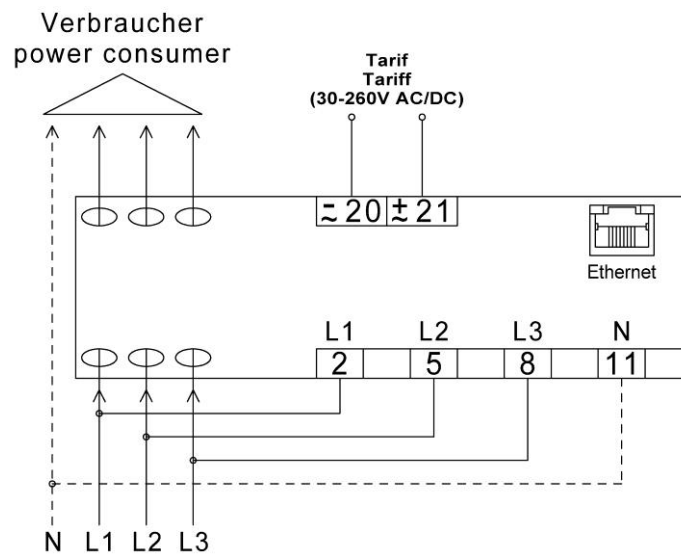 Verbraucher
power consumer
Tarif
Tariff
(30-260V AC/DC)
20 ± 21
Ethernet
L1 L2 L3 N
2 5 8 11
N L1 L2 L3